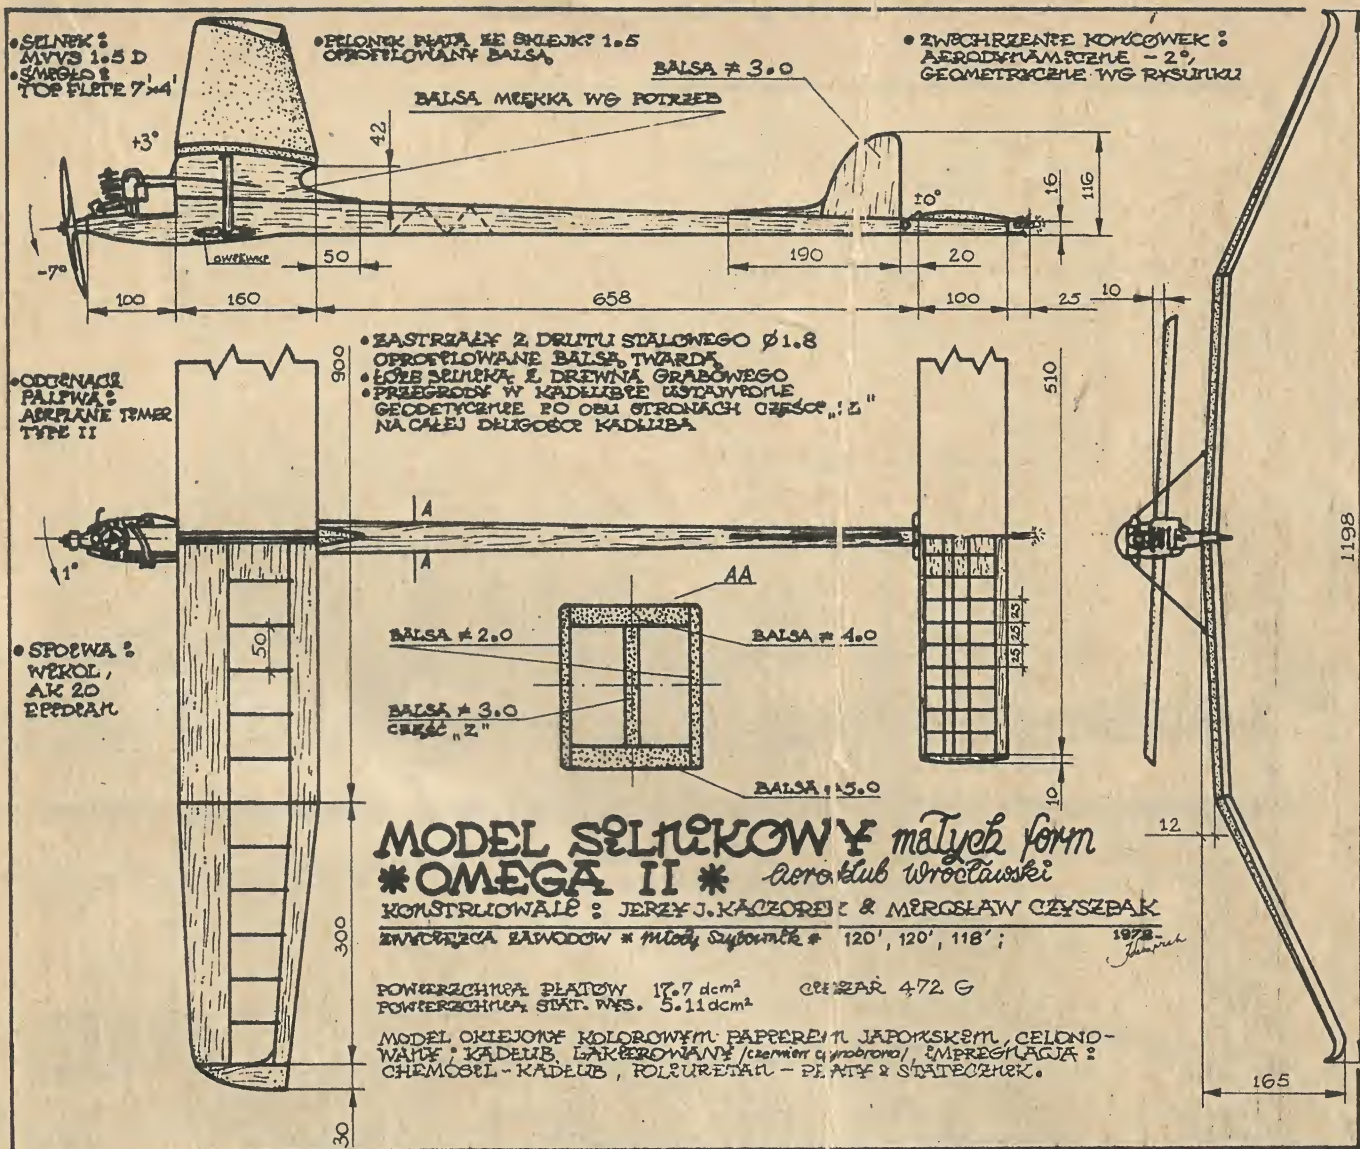 • SILNIK :
MVVS 1.5 D
• ŚMIGŁO :
TOP FLITE 7'x4'
• PILONIK PŁATA ZE SKLEJKI 1.5
OPROFILOWANY BALSĄ
BALSA ≠ 3.0
BALSA MIĘKKA WG POTRZEB
• ZWICHRZENIE KOŃCÓWEK :
AERODYNAMICZNE - 2°,
GEOMETRYCZNE WG RYSUNKU
+3°
42
±0°
16
116
-7°
50
190
20
100
160
658
100
25
10
• ZASTRZAŁY Z DRUTU STALOWEGO Ø1.8
OPROFILOWANE BALSĄ TWARDĄ
• ŁOŻE SILNIKA Z DREWNA GRABOWEGO
• PRZEGRODY W KADŁUBIE USTAWIONE
GEODETYCZNIE PO OBU STRONACH CZĘŚCI „Z"
NA CAŁEJ DŁUGOŚCI KADŁUBA
900
510
• ODCINACZ
PALIWA :
AIRPLANE TIMER
TYPE II
A
A
1°
1198
AA
BALSA ≠ 2.0
BALSA ≠ 4.0
50
25
25
25
• SPOIWA :
WIKOL,
AK 20
EPIDIAN
BALSA ≠ 3.0
CZĘŚĆ „Z"
BALSA ≠ 5.0
10
12
MODEL SILNIKOWY małych form
* OMEGA II * aeroklub wrocławski
KONSTRUOWALI : JERZY J. KACZOREK & MIROSŁAW CZYSZPAK
ZWYCIĘZCA ZAWODÓW * Młody Szybownik * 120', 120', 118' ;
300
POWIERZCHNIA PŁATÓW 17.7 dcm² CIĘŻAR 472 G
POWIERZCHNIA STAT. WYS. 5.11 dcm²
MODEL OKLEJONY KOLOROWYM PAPIEREM JAPOŃSKIM, CELONO-
WANY ; KADŁUB LAKIEROWANY /czerwień cynobrowa/, IMPREGNACJA :
CHEMOSIL - KADŁUB, POLIURETAN - PŁATY & STATECZNIK.
165
30